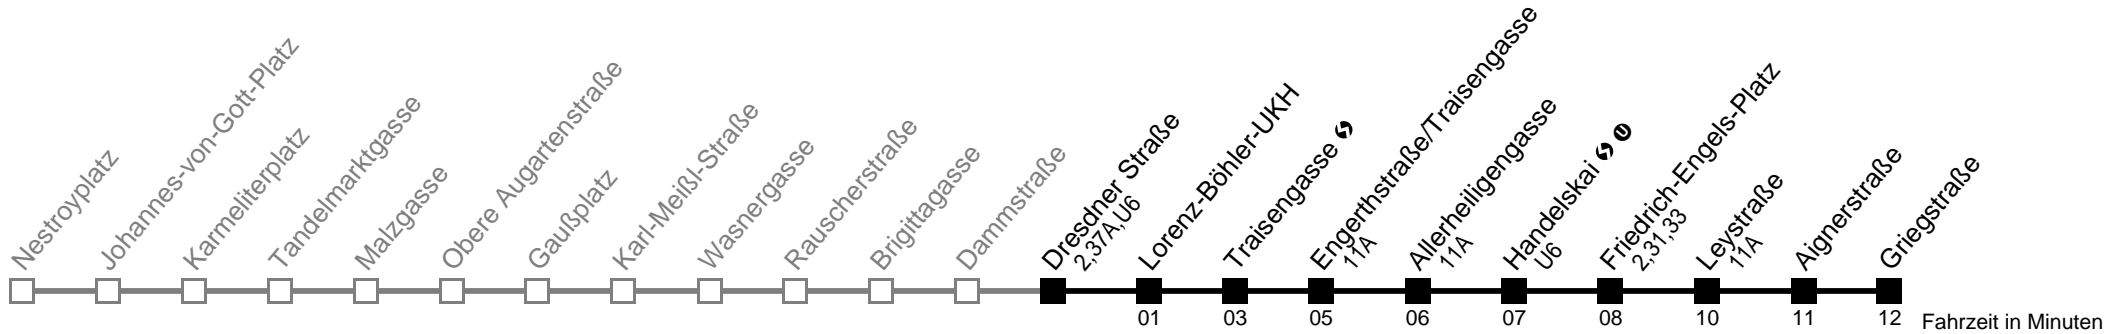 Nestroyplatz
Johannes-von-Gott-Platz
Karmeliterplatz
Tandelmarktgasse
Malzgasse
Obere Augartenstraße
Gaußplatz
Karl-Meißl-Straße
Wasnergasse
Rauscherstraße
Brigittagasse
Dammstraße
Dresdner Straße
2,37A,U6
Lorenz-Böhler-UKH
Traisengasse S
Engerthstraße/Traisengasse
11A
Allerheiligengasse
11A
Handelskai S U
U6
Friedrich-Engels-Platz
2,31,33
Leystraße
11A
Aignerstraße
Griegstraße
01 03 05 06 07 08 10 11 12 Fahrzeit in Minuten